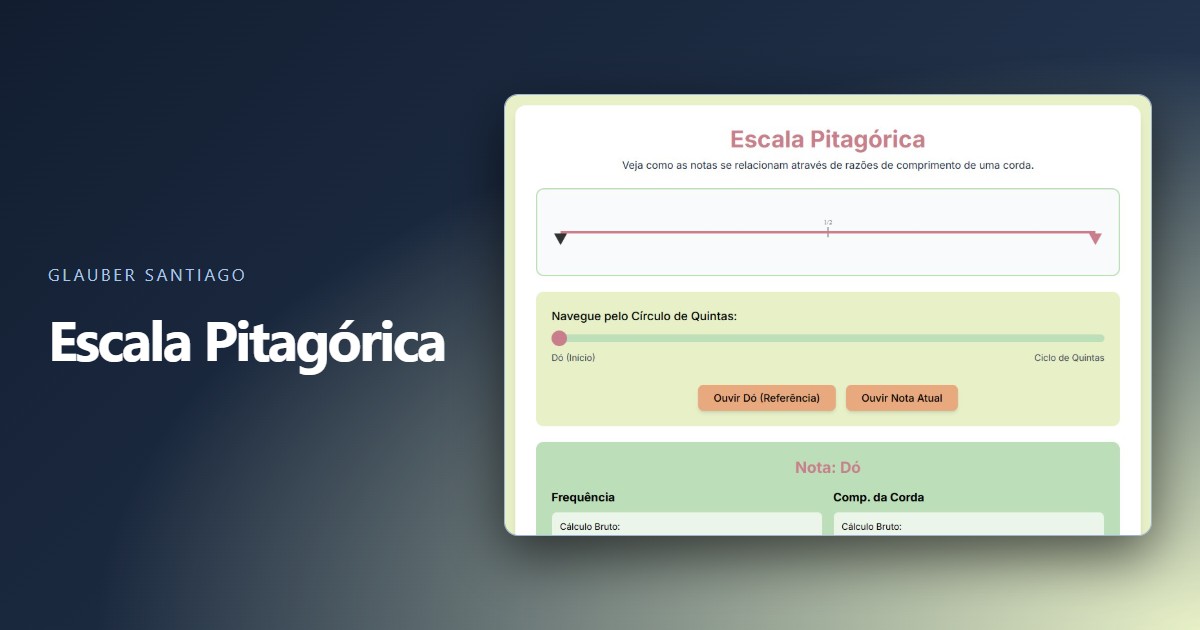 GLAUBER SANTIAGO
Escala Pitagórica
Escala Pitagórica
Veja como as notas se relacionam através de razões de comprimento de uma corda.
1/2
Navegue pelo Círculo de Quintas:
Dó (Início) Ciclo de Quintas
Ouvir Dó (Referência) Ouvir Nota Atual
Nota: Dó
Frequência Comp. da Corda
Cálculo Bruto: Cálculo Bruto: